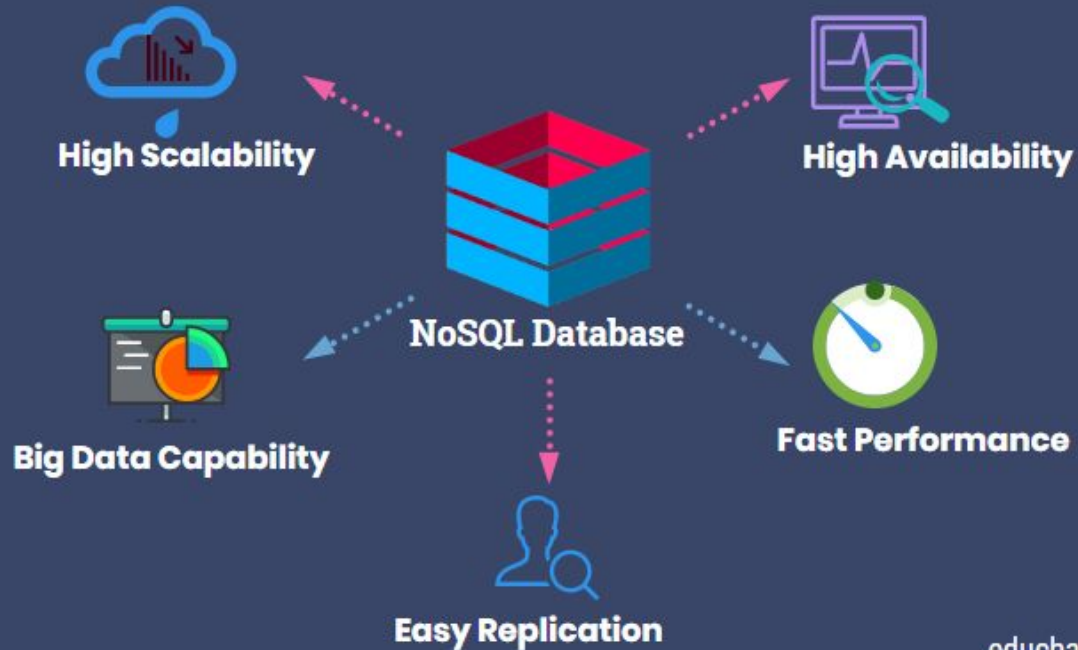 High Scalability
High Availability
NoSQL Database
Big Data Capability
Fast Performance
Easy Replication